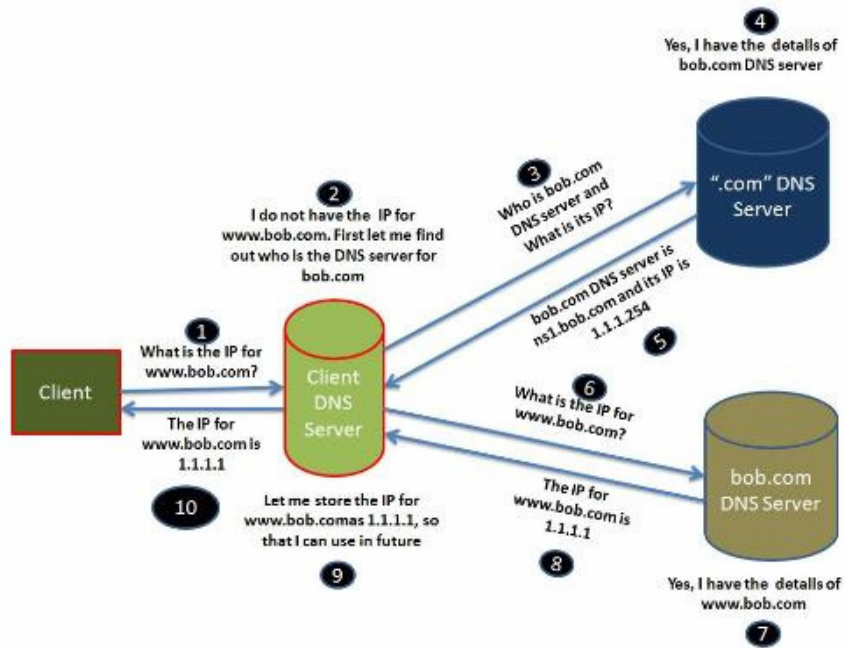 4
Yes, I have the details of
bob.com DNS server
".com" DNS
Server
3
Who is bob.com
DNS server and
What is its IP?
2
I do not have the IP for
www.bob.com. First let me find
out who is the DNS server for
bob.com
bob.com DNS server is
ns1.bob.com and its IP is
1.1.1.254
5
1
What is the IP for
www.bob.com?
Client
Client
DNS
Server
The IP for
www.bob.com is
1.1.1.1
10
6
What is the IP for
www.bob.com?
bob.com
DNS Server
The IP for
www.bob.com is
1.1.1.1
8
Let me store the IP for
www.bob.comas 1.1.1.1, so
that I can use in future
9
Yes, I have the details of
www.bob.com
7